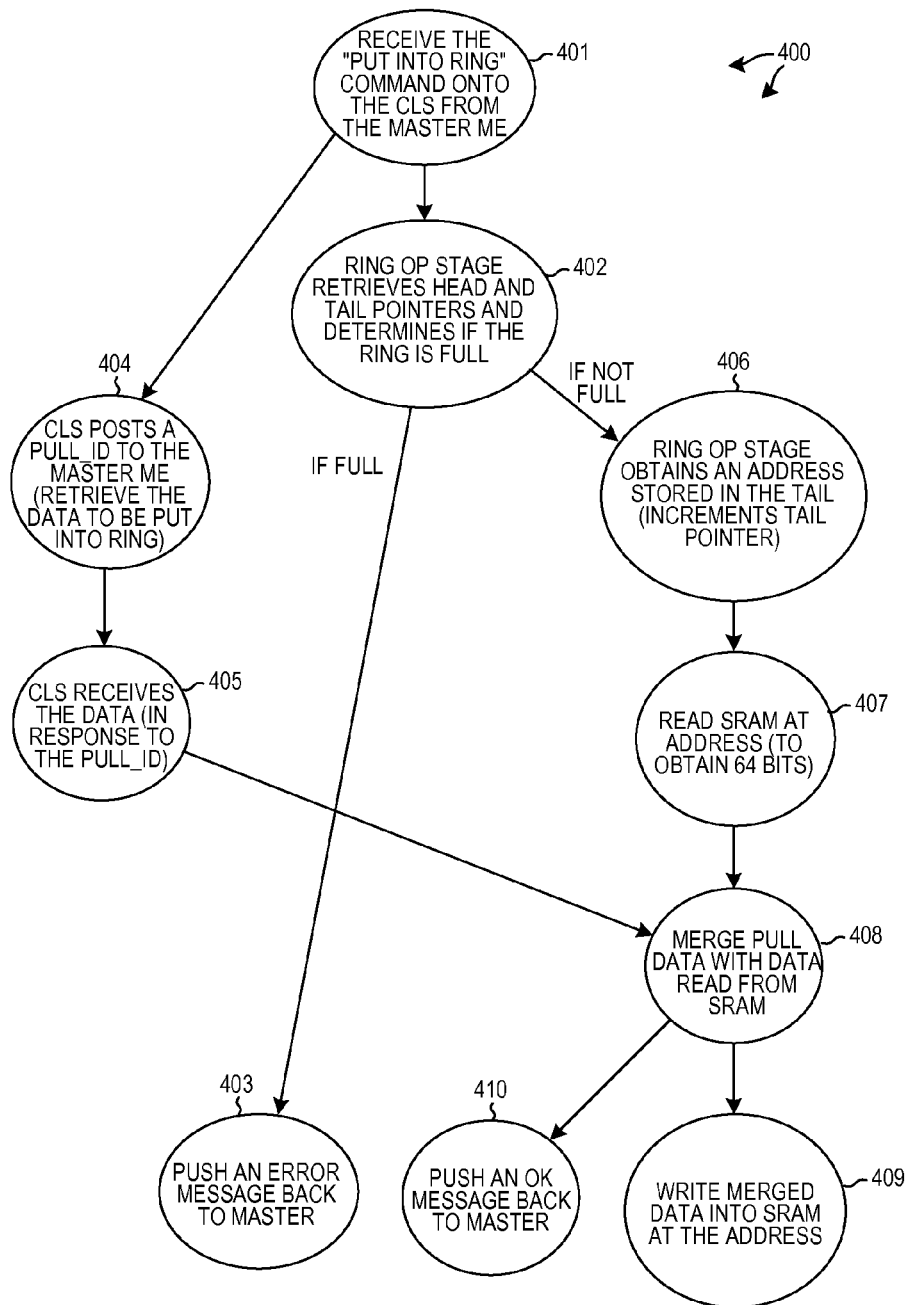 RECEIVE THE
"PUT INTO RING"
COMMAND ONTO
THE CLS FROM
THE MASTER ME
401
400
RING OP STAGE
RETRIEVES HEAD AND
TAIL POINTERS AND
DETERMINES IF THE
RING IS FULL
402
IF NOT
FULL
IF FULL
404
CLS POSTS A
PULL_ID TO THE
MASTER ME
(RETRIEVE THE
DATA TO BE PUT
INTO RING)
406
RING OP STAGE
OBTAINS AN ADDRESS
STORED IN THE TAIL
(INCREMENTS TAIL
POINTER)
405
CLS RECEIVES
THE DATA (IN
RESPONSE TO
THE PULL_ID)
407
READ SRAM AT
ADDRESS (TO
OBTAIN 64 BITS)
408
MERGE PULL
DATA WITH DATA
READ FROM
SRAM
403
PUSH AN ERROR
MESSAGE BACK
TO MASTER
410
PUSH AN OK
MESSAGE BACK
TO MASTER
409
WRITE MERGED
DATA INTO SRAM
AT THE ADDRESS